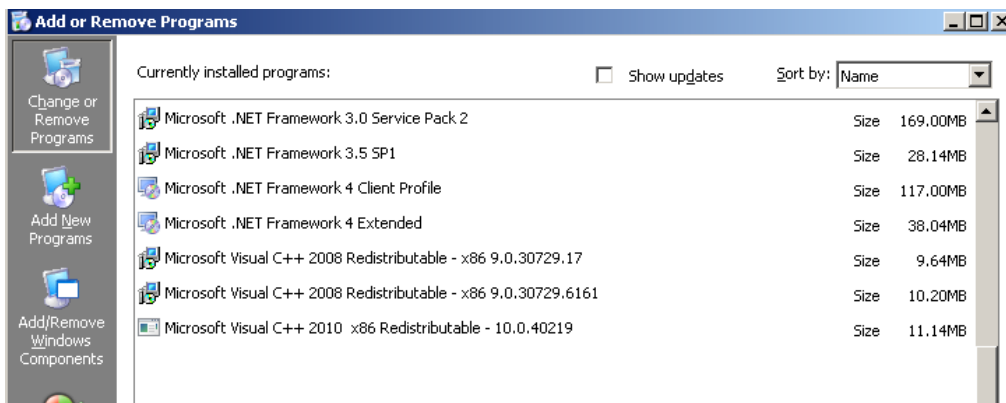 Add or Remove Programs
Change or
Remove
Programs
Add New
Programs
Add/Remove
Windows
Components
Currently installed programs:
Show updates
Sort by: Name
Microsoft .NET Framework 3.0 Service Pack 2 Size 169.00MB
Microsoft .NET Framework 3.5 SP1 Size 28.14MB
Microsoft .NET Framework 4 Client Profile Size 117.00MB
Microsoft .NET Framework 4 Extended Size 38.04MB
Microsoft Visual C++ 2008 Redistributable - x86 9.0.30729.17 Size 9.64MB
Microsoft Visual C++ 2008 Redistributable - x86 9.0.30729.6161 Size 10.20MB
Microsoft Visual C++ 2010  x86 Redistributable - 10.0.40219 Size 11.14MB